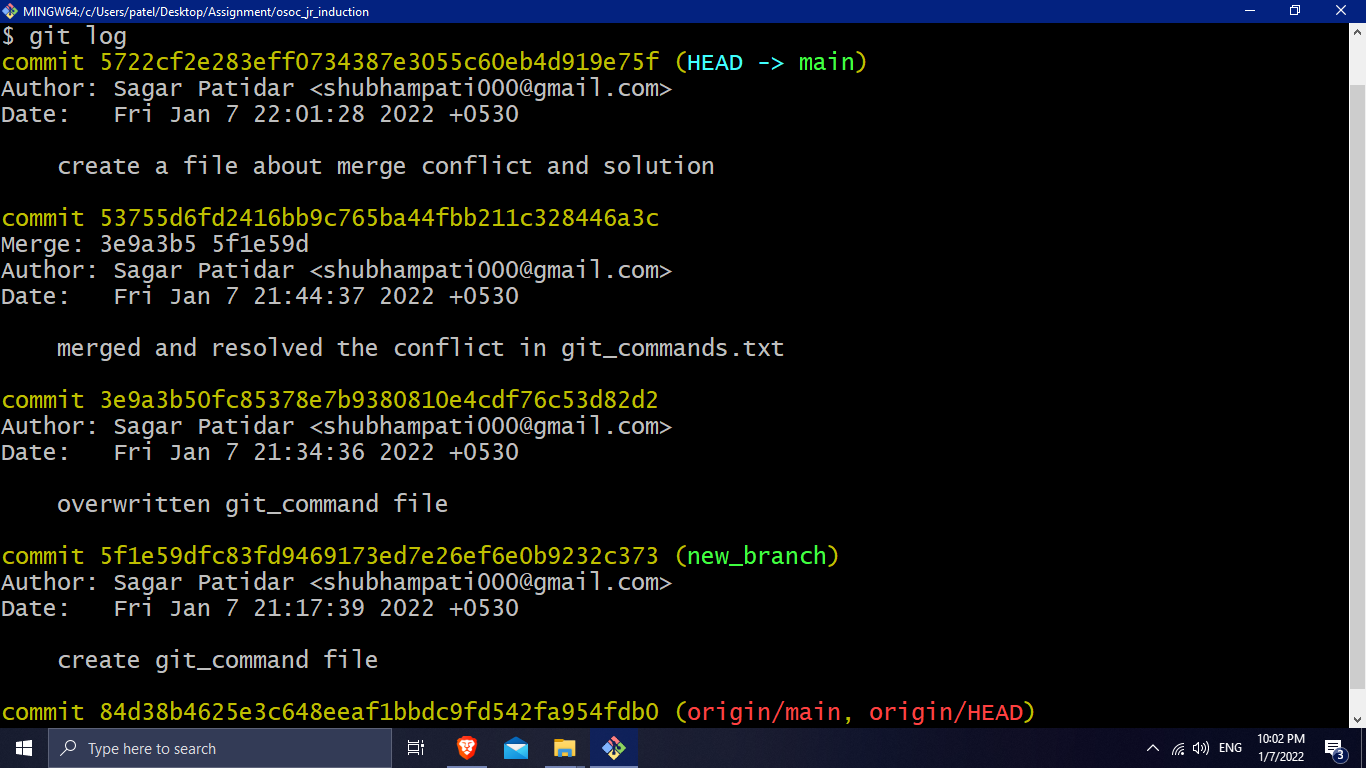 MINGW64:/c/Users/patel/Desktop/Assignment/osoc_jr_induction
$ git log
commit 5722cf2e283eff0734387e3055c60eb4d919e75f (HEAD -> main)
Author: Sagar Patidar <shubhampati000@gmail.com>
Date:   Fri Jan 7 22:01:28 2022 +0530
    create a file about merge conflict and solution
commit 53755d6fd2416bb9c765ba44fbb211c328446a3c
Merge: 3e9a3b5 5f1e59d
Author: Sagar Patidar <shubhampati000@gmail.com>
Date:   Fri Jan 7 21:44:37 2022 +0530
    merged and resolved the conflict in git_commands.txt
commit 3e9a3b50fc85378e7b9380810e4cdf76c53d82d2
Author: Sagar Patidar <shubhampati000@gmail.com>
Date:   Fri Jan 7 21:34:36 2022 +0530
    overwritten git_command file
commit 5f1e59dfc83fd9469173ed7e26ef6e0b9232c373 (new_branch)
Author: Sagar Patidar <shubhampati000@gmail.com>
Date:   Fri Jan 7 21:17:39 2022 +0530
    create git_command file
commit 84d38b4625e3c648eeaf1bbdc9fd542fa954fdb0 (origin/main, origin/HEAD)
Type here to search
ENG
10:02 PM
1/7/2022
3